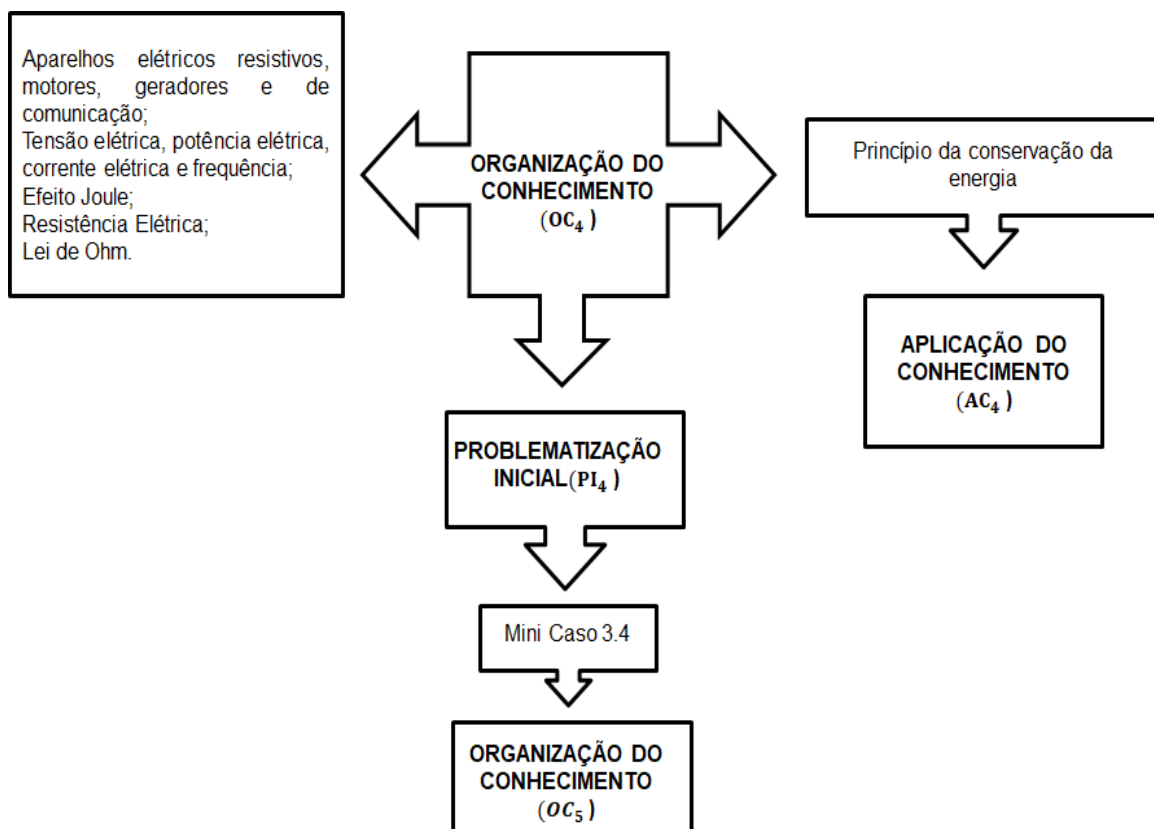 Aparelhos elétricos resistivos,
motores, geradores e de
comunicação;
Tensão elétrica, potência elétrica,
corrente elétrica e frequência;
Efeito Joule;
Resistência Elétrica;
Lei de Ohm.
ORGANIZAÇÃO DO
CONHECIMENTO
(OC₄ )
Princípio da conservação da
energia
APLICAÇÃO DO
CONHECIMENTO
(AC₄ )
PROBLEMATIZAÇÃO
INICIAL(PI₄ )
Mini Caso 3.4
ORGANIZAÇÃO DO
CONHECIMENTO
(OC₅ )